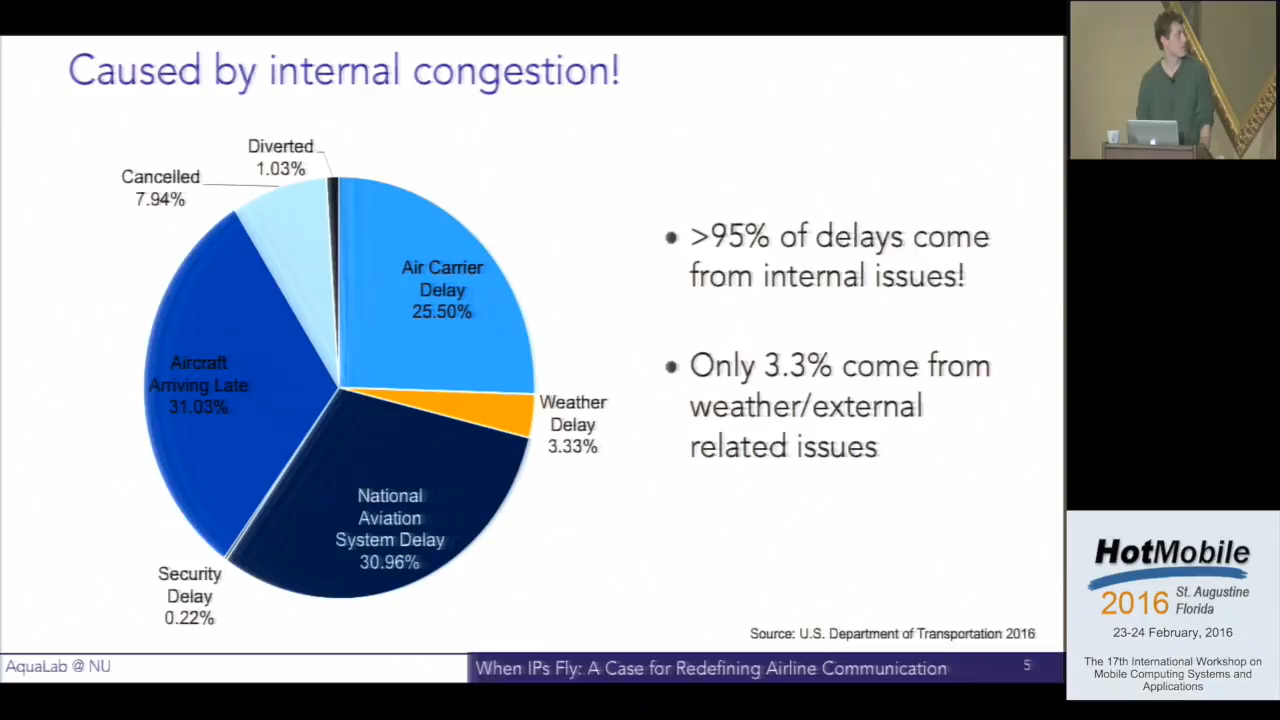 Caused by internal congestion!
Diverted
1.03%
Cancelled
7.94%
Air Carrier
Delay
25.50%
Aircraft
Arriving Late
31.03%
Weather
Delay
3.33%
National
Aviation
System Delay
30.96%
Security
Delay
0.22%
• >95% of delays come
from internal issues!
• Only 3.3% come from
weather/external
related issues
Source: U.S. Department of Transportation 2016
AquaLab @ NU
When IPs Fly: A Case for Redefining Airline Communication
5
HotMobile
2016 St. Augustine
Florida
23-24 February, 2016
The 17th International Workshop on
Mobile Computing Systems and
Applications